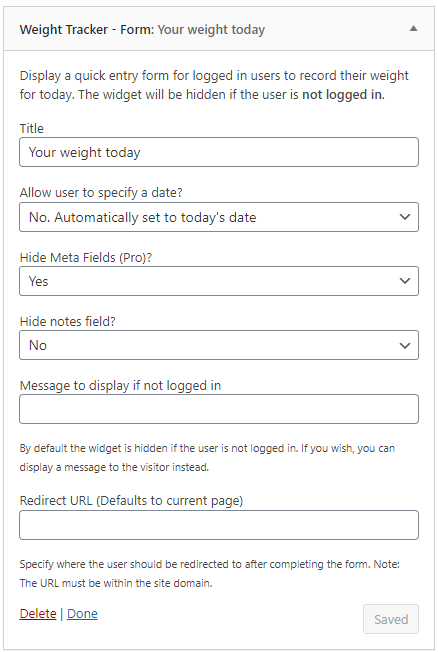 Weight Tracker - Form: Your weight today
Display a quick entry form for logged in users to record their weight
for today. The widget will be hidden if the user is not logged in.
Title
Your weight today
Allow user to specify a date?
No. Automatically set to today's date
Hide Meta Fields (Pro)?
Yes
Hide notes field?
No
Message to display if not logged in
By default the widget is hidden if the user is not logged in. If you wish, you can
display a message to the visitor instead.
Redirect URL (Defaults to current page)
Specify where the user should be redirected to after completing the form. Note:
The URL must be within the site domain.
Delete | Done
Saved